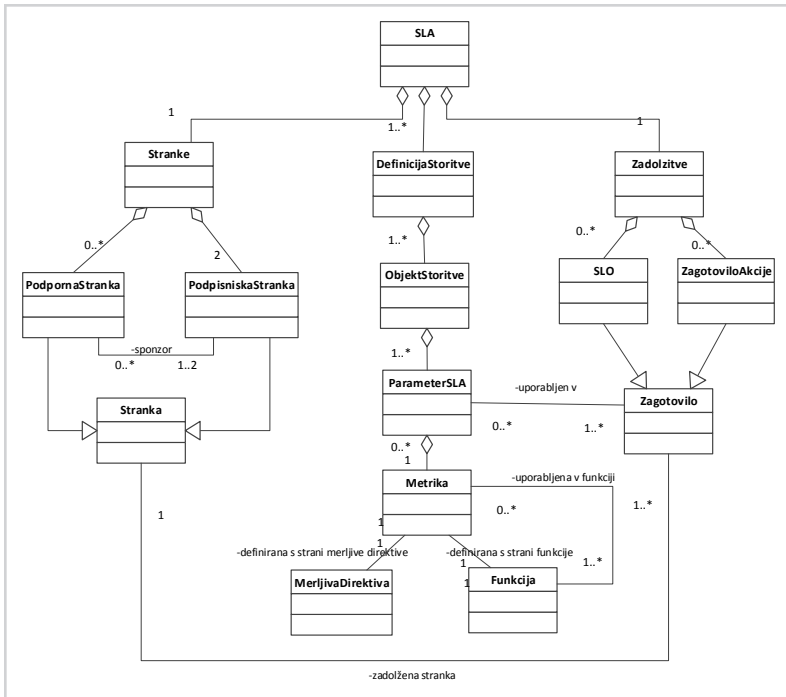 SLA
1
1..*
1
Stranke
DefinicijaStoritve
Zadolzitve
0..*
2
1..*
0..*
0..*
PodpornaStranka
PodpisniskaStranka
ObjektStoritve
SLO
ZagotoviloAkcije
-sponzor
0..*
1..2
1..*
Stranka
ParameterSLA
-uporabljen v
Zagotovilo
0..*
1..*
0..*
1
Metrika
-uporabljena v funkciji
1
0..*
1..*
1
1
-definirana s strani merljive direktive
-definirana s strani funkcije
1
1..*
MerljivaDirektiva
1
Funkcija
-zadolžena stranka